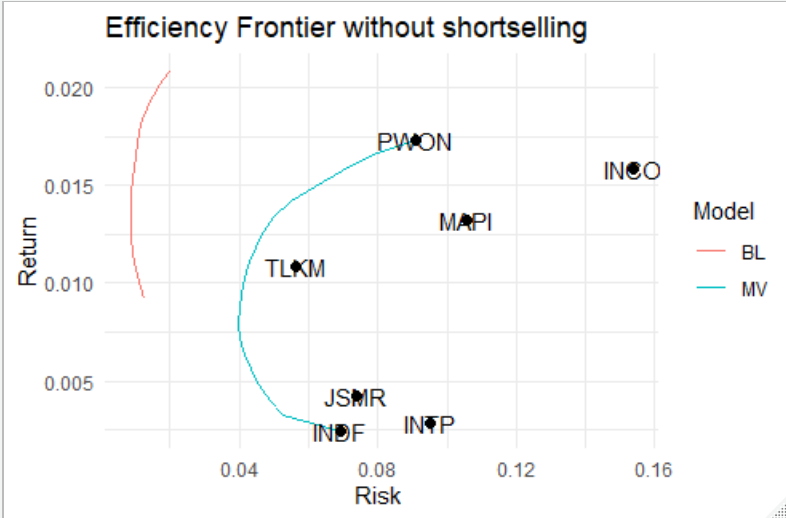 Efficiency Frontier without shortselling
0.020
0.015
0.010
0.005
Return
PWON
INCO
MAPI
TLKM
JSMR
INTP
INDF
0.04 0.08 0.12 0.16
Risk
Model
BL
MV